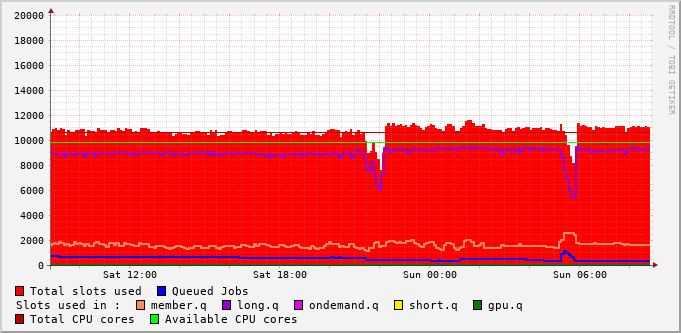 20000
18000
16000
14000
12000
10000
8000
6000
4000
2000
0
Sat 12:00 Sat 18:00 Sun 00:00 Sun 06:00
RRDTOOL / TOBI OETIKER
Total slots used Queued Jobs
Slots used in : member.q long.q ondemand.q short.q gpu.q
Total CPU cores Available CPU cores